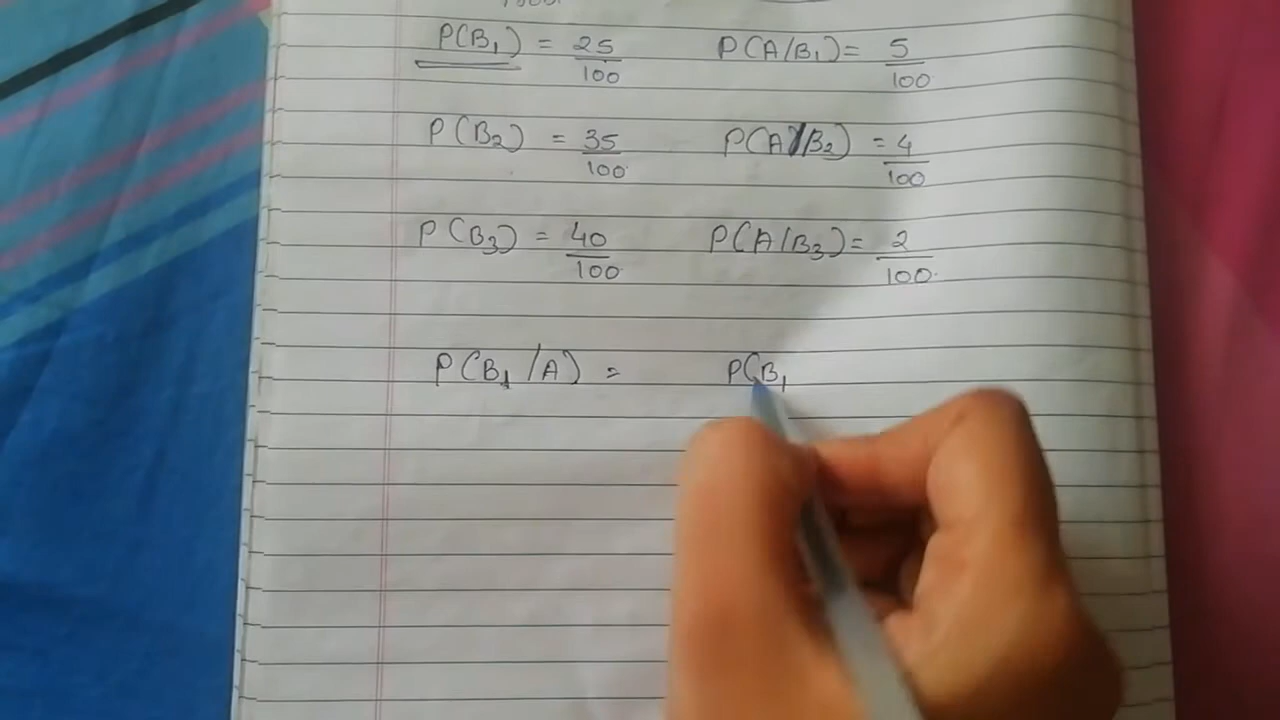 P(B₁) = 25/100 P(A/B₁) = 5/100
P(B₂) = 35/100 P(A/B₂) = 4/100
P(B₃) = 40/100 P(A/B₃) = 2/100
P(B₁/A) = P(B₁